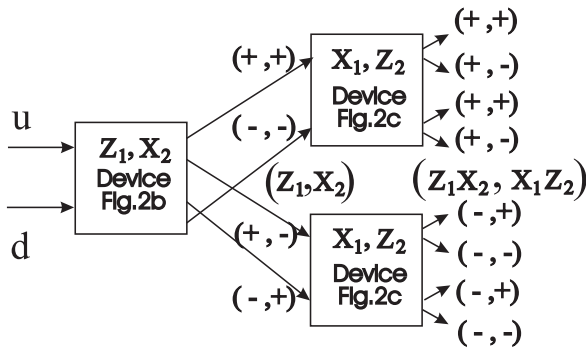 u
d
Z₁, X₂
Device
Fig.2b
(+ ,+)
(- ,-)
(+ , -)
(- ,+)
(Z₁,X₂)
X₁, Z₂
Device
Fig.2c
X₁, Z₂
Device
Fig.2c
(+ ,+)
(+ , -)
(+ , +)
(+ , -)
(Z₁X₂ , X₁Z₂)
(- ,+)
(- , -)
(- ,+)
(- , -)